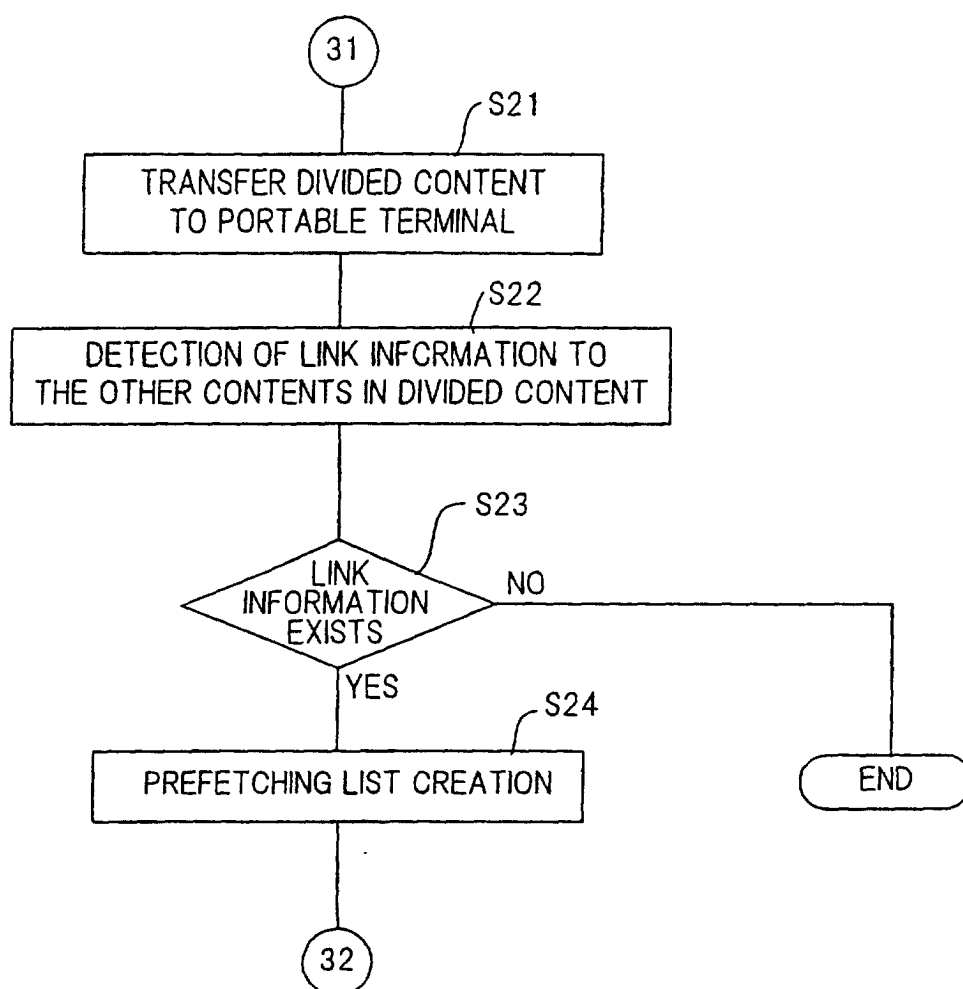 31
S21
TRANSFER DIVIDED CONTENT
TO PORTABLE TERMINAL
S22
DETECTION OF LINK INFCRMATION TO
THE OTHER CONTENTS IN DIVIDED CONTENT
S23
LINK
INFORMATION
EXISTS
NO
YES
S24
PREFETCHING LIST CREATION
END
32